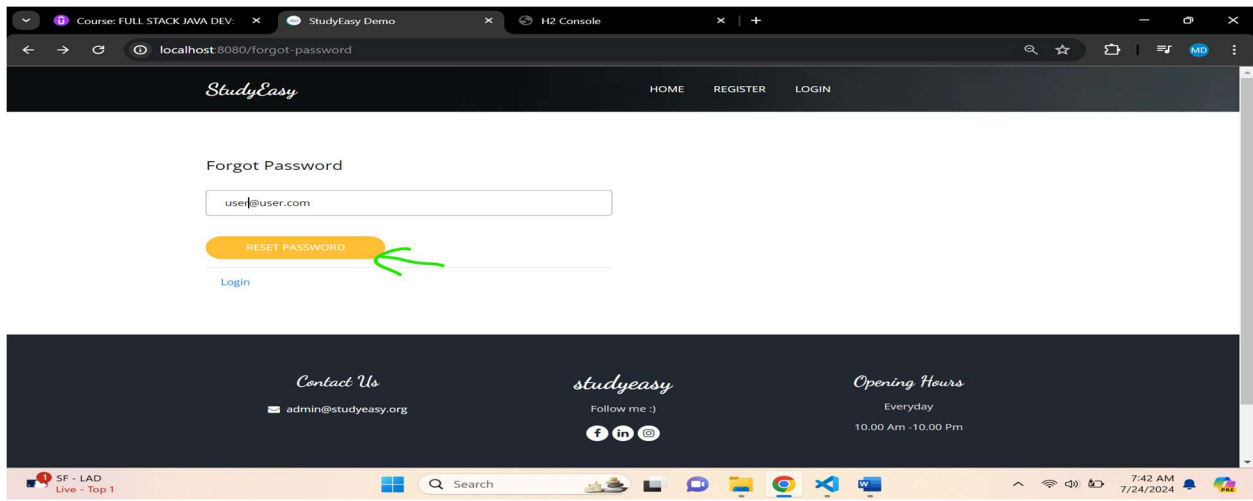 Course: FULL STACK JAVA DEV:
StudyEasy Demo
H2 Console
localhost:8080/forgot-password
MD
StudyEasy
HOME REGISTER LOGIN
Forgot Password
user@user.com
RESET PASSWORD
Login
Contact Us
admin@studyeasy.org
studyeasy
Follow me :)
Opening Hours
Everyday
10.00 Am -10.00 Pm
1
SF - LAD
Live - Top 1
Search
7:42 AM
7/24/2024
PRE